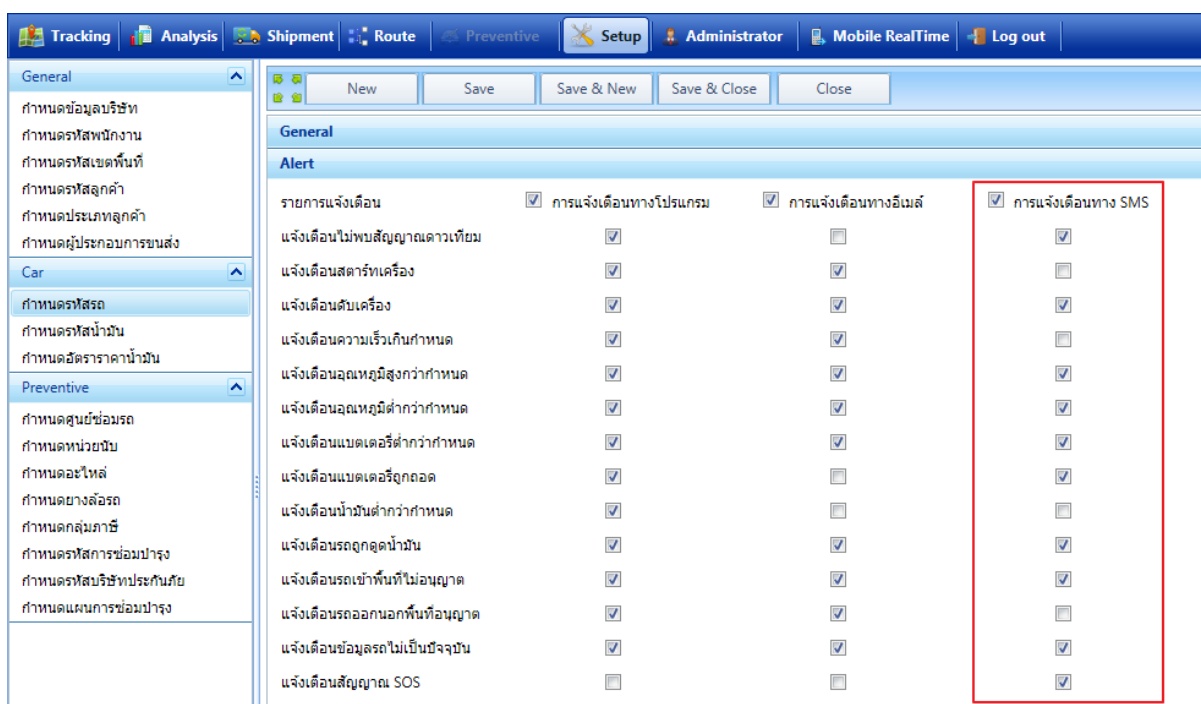 Tracking Analysis Shipment Route Preventive Setup Administrator Mobile RealTime Log out
General
กำหนดข้อมูลบริษัท
กำหนดรหัสพนักงาน
กำหนดรหัสเขตพื้นที่
กำหนดรหัสลูกค้า
กำหนดประเภทลูกค้า
กำหนดผู้ประกอบการขนส่ง
Car
กำหนดรหัสรถ
กำหนดรหัสน้ำมัน
กำหนดอัตราราคาน้ำมัน
Preventive
กำหนดศูนย์ซ่อมรถ
กำหนดหน่วยนับ
กำหนดอะไหล่
กำหนดยางล้อรถ
กำหนดกลุ่มภาษี
กำหนดรหัสการซ่อมบำรุง
กำหนดรหัสบริษัทประกันภัย
กำหนดแผนการซ่อมบำรุง
New Save Save & New Save & Close Close
General
Alert
รายการแจ้งเตือน การแจ้งเตือนทางโปรแกรม การแจ้งเตือนทางอีเมล์ การแจ้งเตือนทาง SMS
แจ้งเตือนไม่พบสัญญาณดาวเทียม
แจ้งเตือนสตาร์ทเครื่อง
แจ้งเตือนดับเครื่อง
แจ้งเตือนความเร็วเกินกำหนด
แจ้งเตือนอุณหภูมิสูงกว่ากำหนด
แจ้งเตือนอุณหภูมิต่ำกว่ากำหนด
แจ้งเตือนแบตเตอรี่ต่ำกว่ากำหนด
แจ้งเตือนแบตเตอรี่ถูกถอด
แจ้งเตือนน้ำมันต่ำกว่ากำหนด
แจ้งเตือนรถถูกดูดน้ำมัน
แจ้งเตือนรถเข้าพื้นที่ไม่อนุญาต
แจ้งเตือนรถออกนอกพื้นที่อนุญาต
แจ้งเตือนข้อมูลรถไม่เป็นปัจจุบัน
แจ้งเตือนสัญญาณ SOS